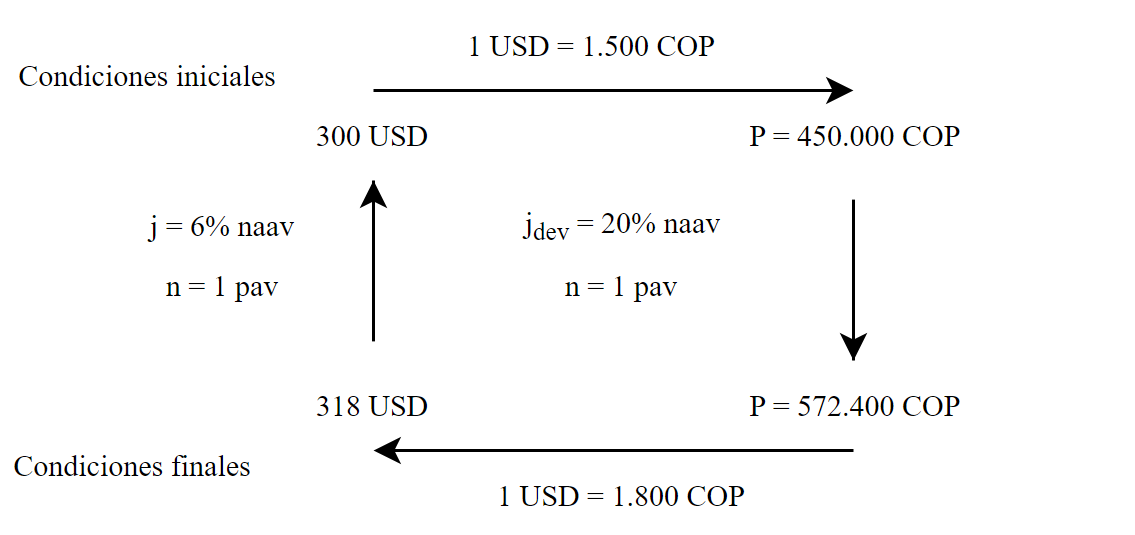 1 USD = 1.500 COP
Condiciones iniciales
300 USD
P = 450.000 COP
j = 6% naav
jdev = 20% naav
n = 1 pav
n = 1 pav
318 USD
P = 572.400 COP
Condiciones finales
1 USD = 1.800 COP